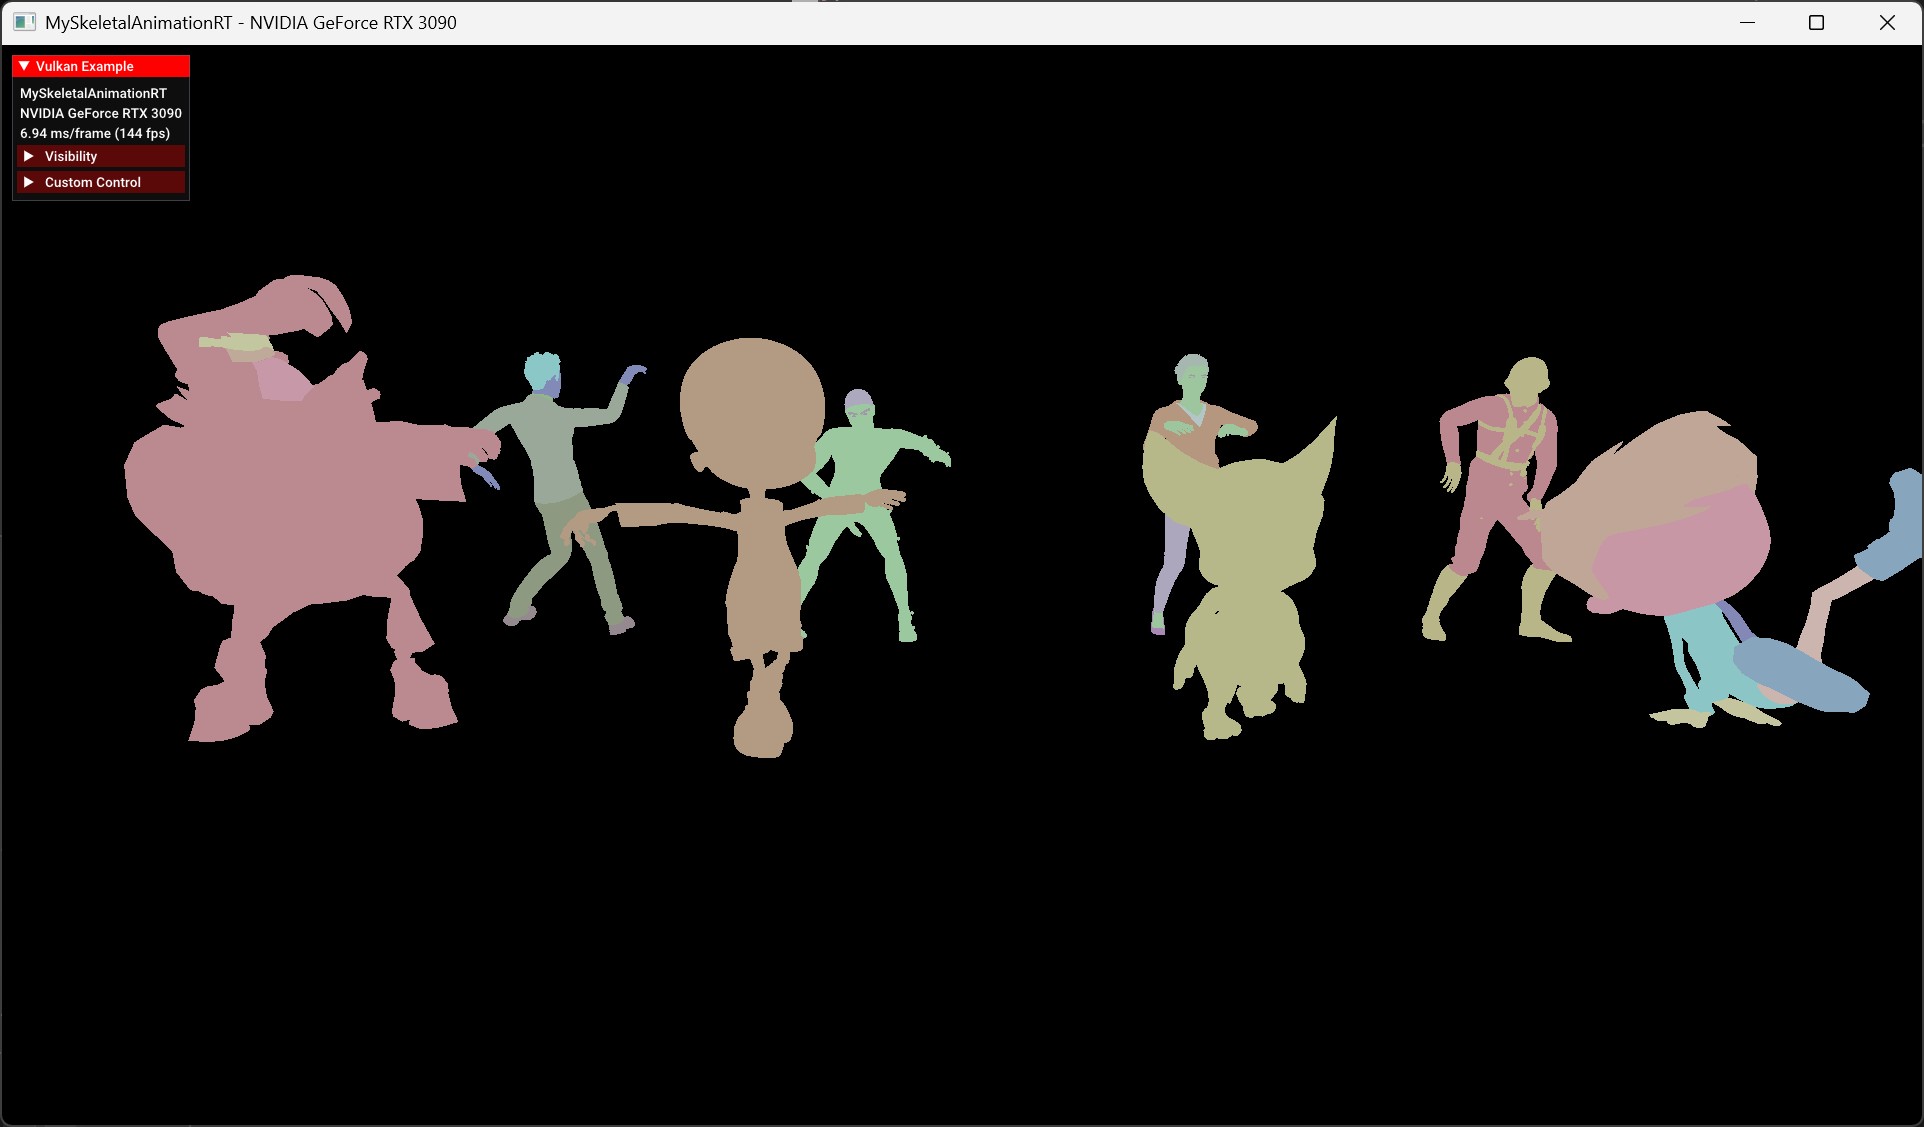 MySkeletalAnimationRT - NVIDIA GeForce RTX 3090
Vulkan Example
MySkeletalAnimationRT
NVIDIA GeForce RTX 3090
6.94 ms/frame (144 fps)
Visibility
Custom Control